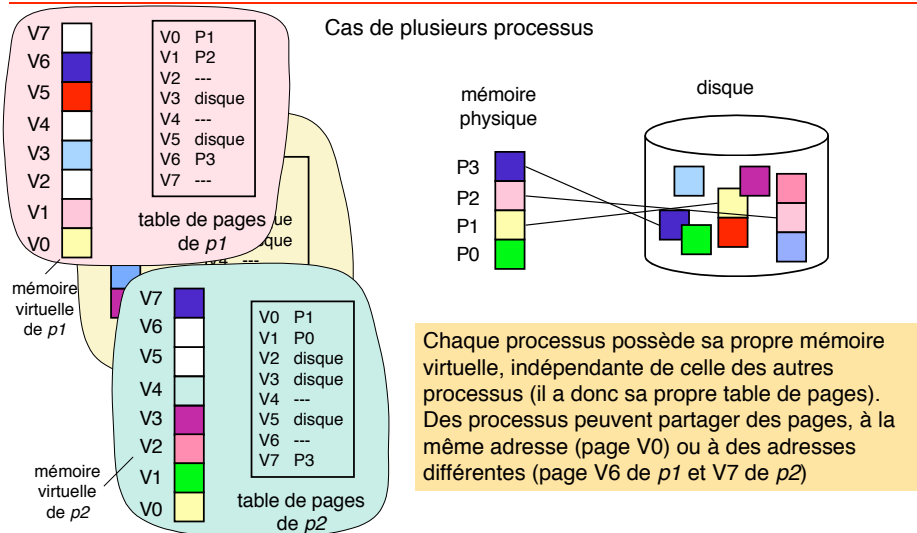 Cas de plusieurs processus
V7
V6
V5
V4
V3
V2
V1
V0
V0 P1
V1 P2
V2 ---
V3 disque
V4 ---
V5 disque
V6 P3
V7 ---
table de pages
de p1
mémoire
virtuelle
de p1
que
sque
V4 ---
V7
V6
V5
V4
V3
V2
V1
V0
V0 P1
V1 P0
V2 disque
V3 disque
V4 ---
V5 disque
V6 ---
V7 P3
table de pages
de p2
mémoire
virtuelle
de p2
mémoire
physique
P3
P2
P1
P0
disque
Chaque processus possède sa propre mémoire
virtuelle, indépendante de celle des autres
processus (il a donc sa propre table de pages).
Des processus peuvent partager des pages, à la
même adresse (page V0) ou à des adresses
différentes (page V6 de p1 et V7 de p2)